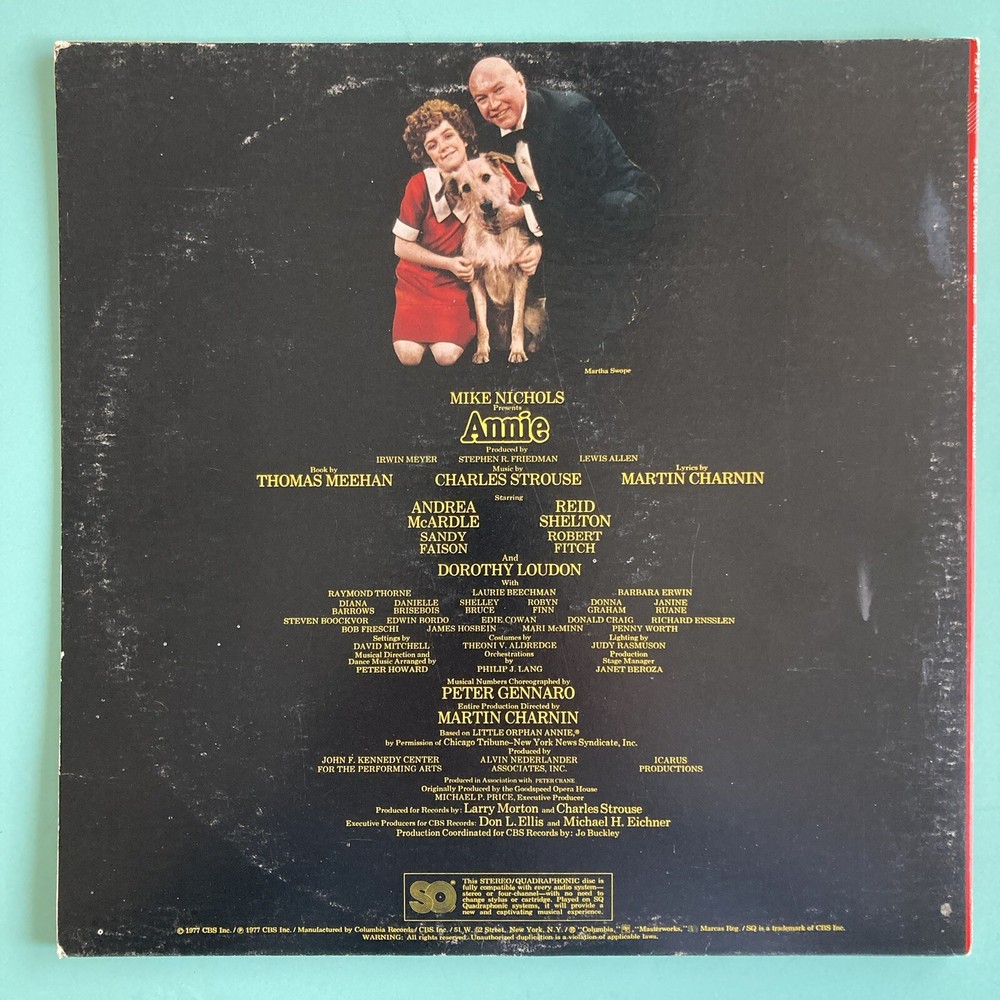 Martha Swope
MIKE NICHOLS
Presents
Annie
Produced by
IRWIN MEYER STEPHEN R. FRIEDMAN LEWIS ALLEN
Book by Music by Lyrics by
THOMAS MEEHAN CHARLES STROUSE MARTIN CHARNIN
Starring
ANDREA REID
McARDLE SHELTON
SANDY ROBERT
FAISON FITCH
And
DOROTHY LOUDON
With
RAYMOND THORNE LAURIE BEECHMAN BARBARA ERWIN
DIANA DANIELLE SHELLEY ROBYN DONNA JANINE
BARROWS BRISEBOIS BRUCE FINN GRAHAM RUANE
STEVEN BOOCKVOR EDWIN BORDO EDIE COWAN DONALD CRAIG RICHARD ENSSLEN
BOB FRESCHI JAMES HOSBEIN MARI McMINN PENNY WORTH
Settings by Costumes by Lighting by
DAVID MITCHELL THEONI V. ALDREDGE JUDY RASMUSON
Musical Direction and Orchestrations Production
Dance Music Arranged by by Stage Manager
PETER HOWARD PHILIP J. LANG JANET BEROZA
Musical Numbers Choreographed by
PETER GENNARO
Entire Production Directed by
MARTIN CHARNIN
Based on LITTLE ORPHAN ANNIE,®
by Permission of Chicago Tribune–New York News Syndicate, Inc.
Produced by
JOHN F. KENNEDY CENTER ALVIN NEDERLANDER ICARUS
FOR THE PERFORMING ARTS ASSOCIATES, INC. PRODUCTIONS
Produced in Association with PETER CRANE
Originally Produced by the Goodspeed Opera House
MICHAEL P. PRICE, Executive Producer
Produced for Records by: Larry Morton and Charles Strouse
Executive Producers for CBS Records: Don L. Ellis and Michael H. Eichner
Production Coordinated for CBS Records by: Jo Buckley
SQ®
This STEREO/QUADRAPHONIC disc is
fully compatible with every audio system—
stereo or four-channel—with no need to
change stylus or cartridge. Played on SQ
Quadraphonic systems, it will provide a
new and captivating musical experience.
© 1977 CBS Inc. / ℗ 1977 CBS Inc. / Manufactured by Columbia Records/ CBS Inc. / 51 W. 52 Street, New York, N.Y. / ® "Columbia," "Masterworks," Marcas Reg. / SQ is a trademark of CBS Inc.
WARNING: All rights reserved. Unauthorized duplication is a violation of applicable laws.